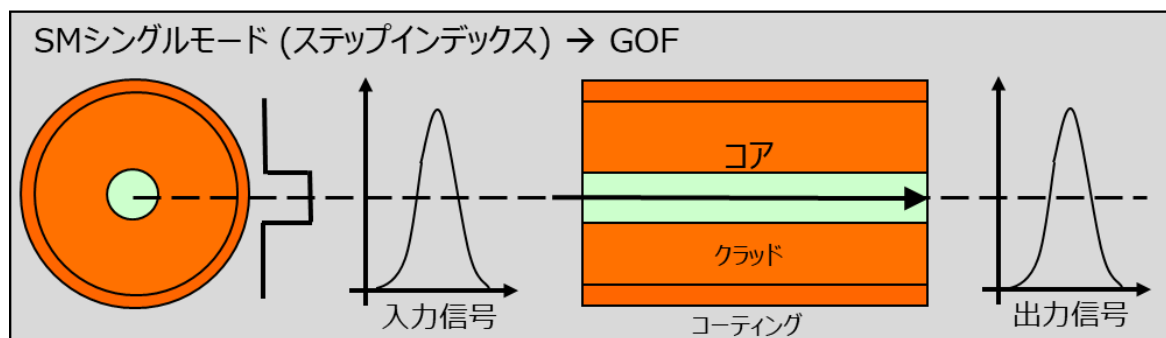 SMシングルモード (ステップインデックス) → GOF
コア
クラッド
入力信号
コーティング
出力信号